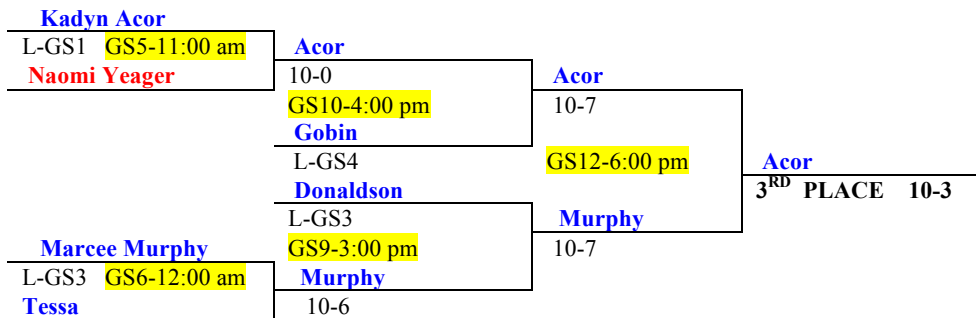 Kadyn Acor
L-GS1 GS5-11:00 am
Naomi Yeager
Acor
10-0
GS10-4:00 pm
Gobin
L-GS4
Acor
10-7
GS12-6:00 pm
Acor
3RD PLACE 10-3
Donaldson
L-GS3
GS9-3:00 pm
Murphy
10-7
Marcee Murphy
L-GS3 GS6-12:00 am
Tessa
Murphy
10-6